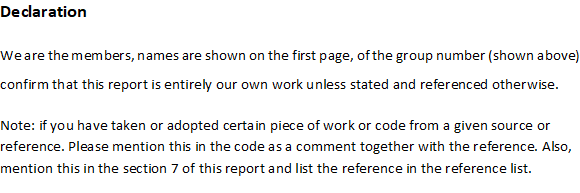 Declaration
We are the members, names are shown on the first page, of the group number (shown above)
confirm that this report is entirely our own work unless stated and referenced otherwise.
Note: if you have taken or adopted certain piece of work or code from a given source or
reference. Please mention this in the code as a comment together with the reference. Also,
mention this in the section 7 of this report and list the reference in the reference list.